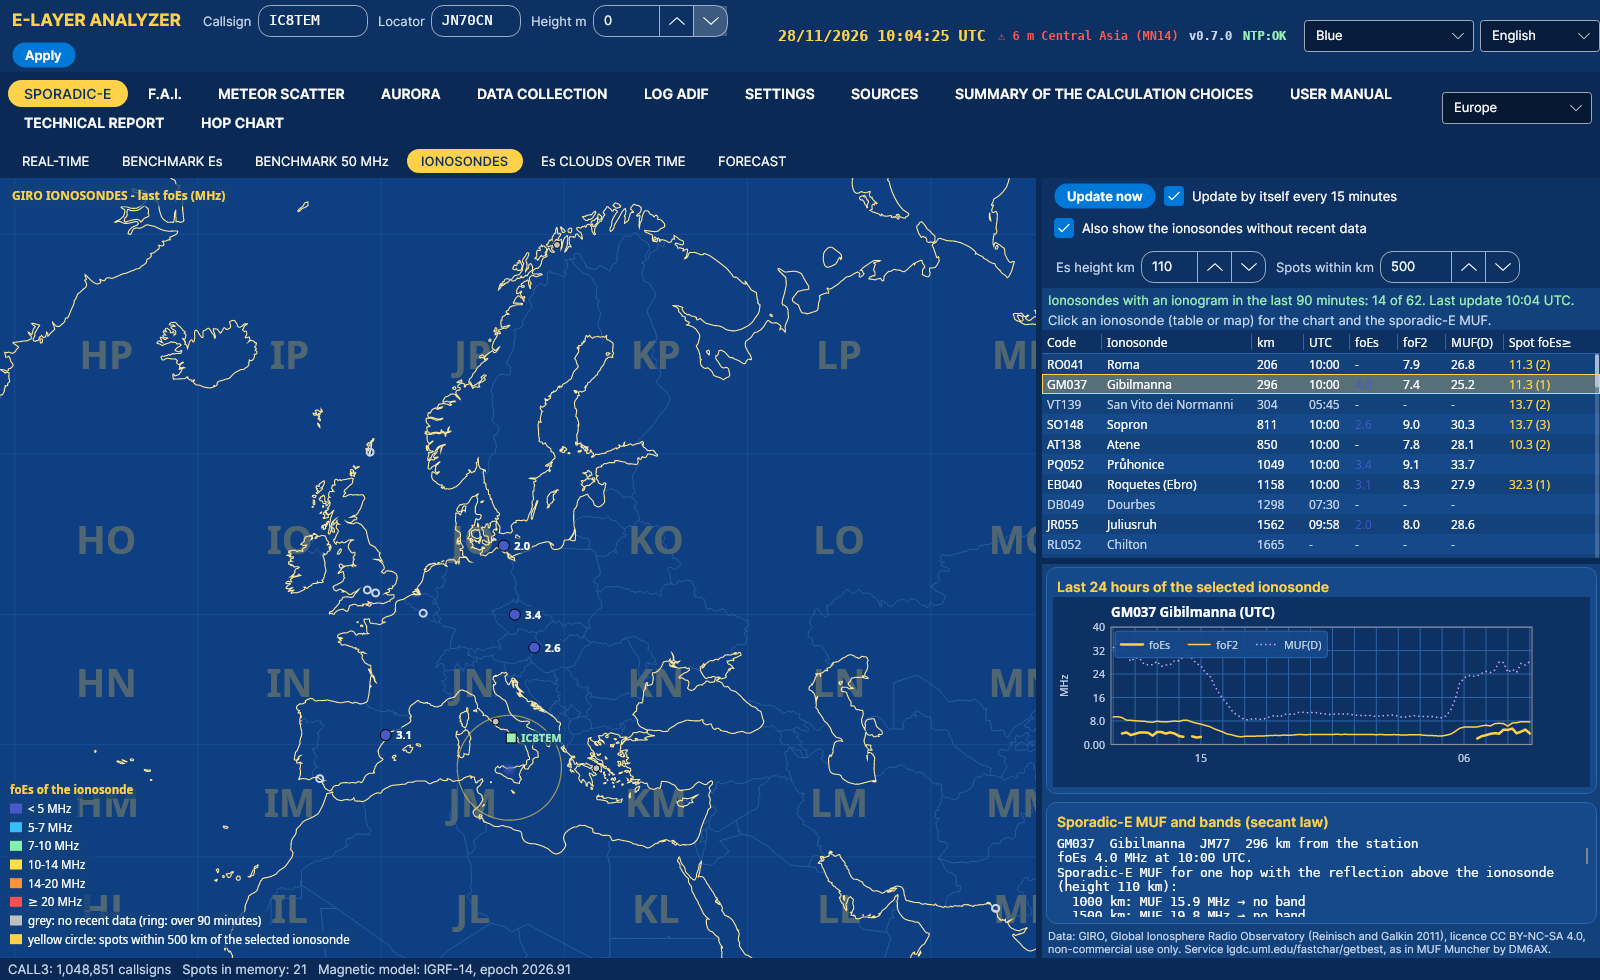 E-LAYER ANALYZER
Callsign IC8TEM Locator JN70CN Height m 0
28/11/2026 10:04:25 UTC ⚠ 6 m Central Asia (MN14) v0.7.0 NTP:OK Blue English
Apply
SPORADIC-E F.A.I. METEOR SCATTER AURORA DATA COLLECTION LOG ADIF SETTINGS SOURCES SUMMARY OF THE CALCULATION CHOICES USER MANUAL
TECHNICAL REPORT HOP CHART
Europe
REAL-TIME BENCHMARK Es BENCHMARK 50 MHz IONOSONDES Es CLOUDS OVER TIME FORECAST
GIRO IONOSONDES - last foEs (MHz)
HP IP JP KP LP
HO IO KO LO
2.0
3.4
2.6
HN IN JN KN LN
3.1
IC8TEM
HM IM JM KM LM
IL JL KL
foEs of the ionosonde
< 5 MHz
5-7 MHz
7-10 MHz
10-14 MHz
14-20 MHz
≥ 20 MHz
grey: no recent data (ring: over 90 minutes)
yellow circle: spots within 500 km of the selected ionosonde
Update now Update by itself every 15 minutes
Also show the ionosondes without recent data
Es height km 110 Spots within km 500
Ionosondes with an ionogram in the last 90 minutes: 14 of 62. Last update 10:04 UTC.
Click an ionosonde (table or map) for the chart and the sporadic-E MUF.
Code Ionosonde km UTC foEs foF2 MUF(D) Spot foEs≥
RO041 Roma 206 10:00 - 7.9 26.8 11.3 (2)
GM037 Gibilmanna 296 10:00 7.4 25.2 11.3 (1)
VT139 San Vito dei Normanni 304 05:45 - - - 13.7 (2)
SO148 Sopron 811 10:00 2.6 9.0 30.3 13.7 (3)
AT138 Atene 850 10:00 - 7.8 28.1 10.3 (2)
PQ052 Průhonice 1049 10:00 3.4 9.1 33.7
EB040 Roquetes (Ebro) 1158 10:00 3.1 8.3 27.9 32.3 (1)
DB049 Dourbes 1298 07:30 - - -
JR055 Juliusruh 1562 09:58 2.0 8.0 28.6
RL052 Chilton 1665 - - - -
Last 24 hours of the selected ionosonde
GM037 Gibilmanna (UTC)
foEs foF2 MUF(D)
MHz
40
32
24
16
8.0
0.00
15 06
Sporadic-E MUF and bands (secant law)
GM037 Gibilmanna JM77 296 km from the station
foEs 4.0 MHz at 10:00 UTC.
Sporadic-E MUF for one hop with the reflection above the ionosonde
(height 110 km):
1000 km: MUF 15.9 MHz → no band
1500 km: MUF 19.8 MHz → no band
Data: GIRO, Global Ionosphere Radio Observatory (Reinisch and Galkin 2011), licence CC BY-NC-SA 4.0,
non-commercial use only. Service lgdc.uml.edu/fastchar/getbest, as in MUF Muncher by DM6AX.
CALL3: 1,048,851 callsigns Spots in memory: 21 Magnetic model: IGRF-14, epoch 2026.91